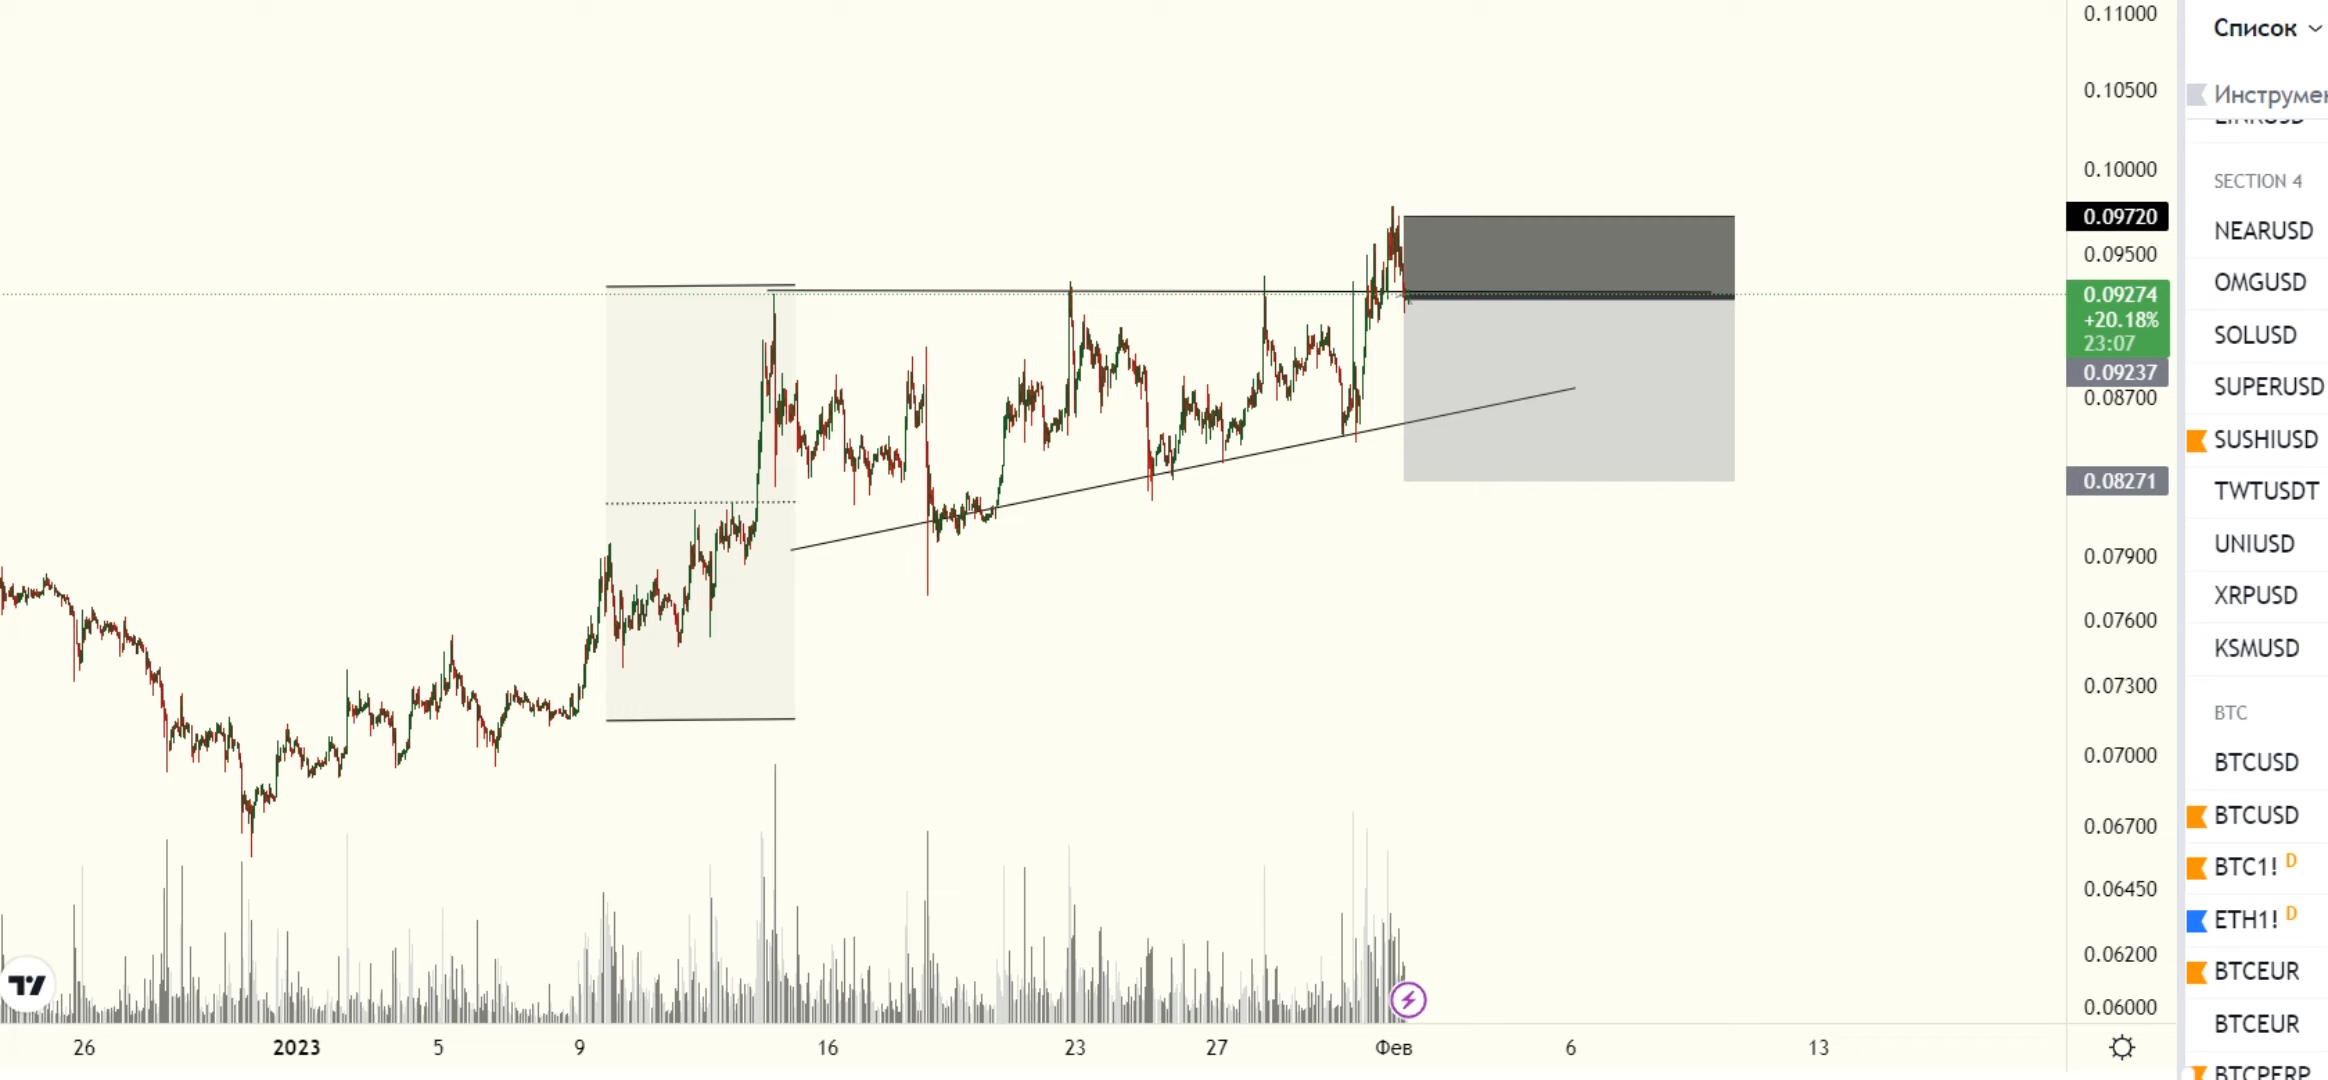 0.11000
0.10500
0.10000
0.09720
0.09500
0.09274
+20.18%
23:07
0.09237
0.08700
0.08271
0.07900
0.07600
0.07300
0.07000
0.06700
0.06450
0.06200
0.06000
26 2023 5 9 16 23 27 Фев 6 13
Список
Инструмен
LINKUSD
SECTION 4
NEARUSD
OMGUSD
SOLUSD
SUPERUSD
SUSHIUSD
TWTUSDT
UNIUSD
XRPUSD
KSMUSD
BTC
BTCUSD
BTCUSD
BTC1! D
ETH1! D
BTCEUR
BTCEUR
BTCPERP